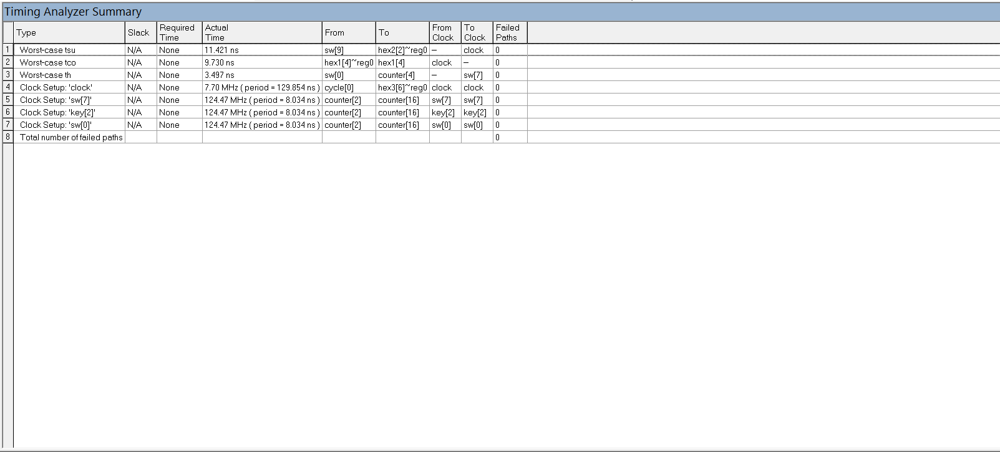 Timing Analyzer Summary
Type Slack Required Time Actual Time From To From Clock To Clock Failed Paths
1 Worst-case tsu N/A None 11.421 ns sw[9] hex2[2]~reg0 -- clock 0
2 Worst-case tco N/A None 9.730 ns hex1[4]~reg0 hex1[4] clock -- 0
3 Worst-case th N/A None 3.497 ns sw[0] counter[4] -- sw[7] 0
4 Clock Setup: 'clock' N/A None 7.70 MHz ( period = 129.854 ns ) cycle[0] hex3[6]~reg0 clock clock 0
5 Clock Setup: 'sw[7]' N/A None 124.47 MHz ( period = 8.034 ns ) counter[2] counter[16] sw[7] sw[7] 0
6 Clock Setup: 'key[2]' N/A None 124.47 MHz ( period = 8.034 ns ) counter[2] counter[16] key[2] key[2] 0
7 Clock Setup: 'sw[0]' N/A None 124.47 MHz ( period = 8.034 ns ) counter[2] counter[16] sw[0] sw[0] 0
8 Total number of failed paths 0